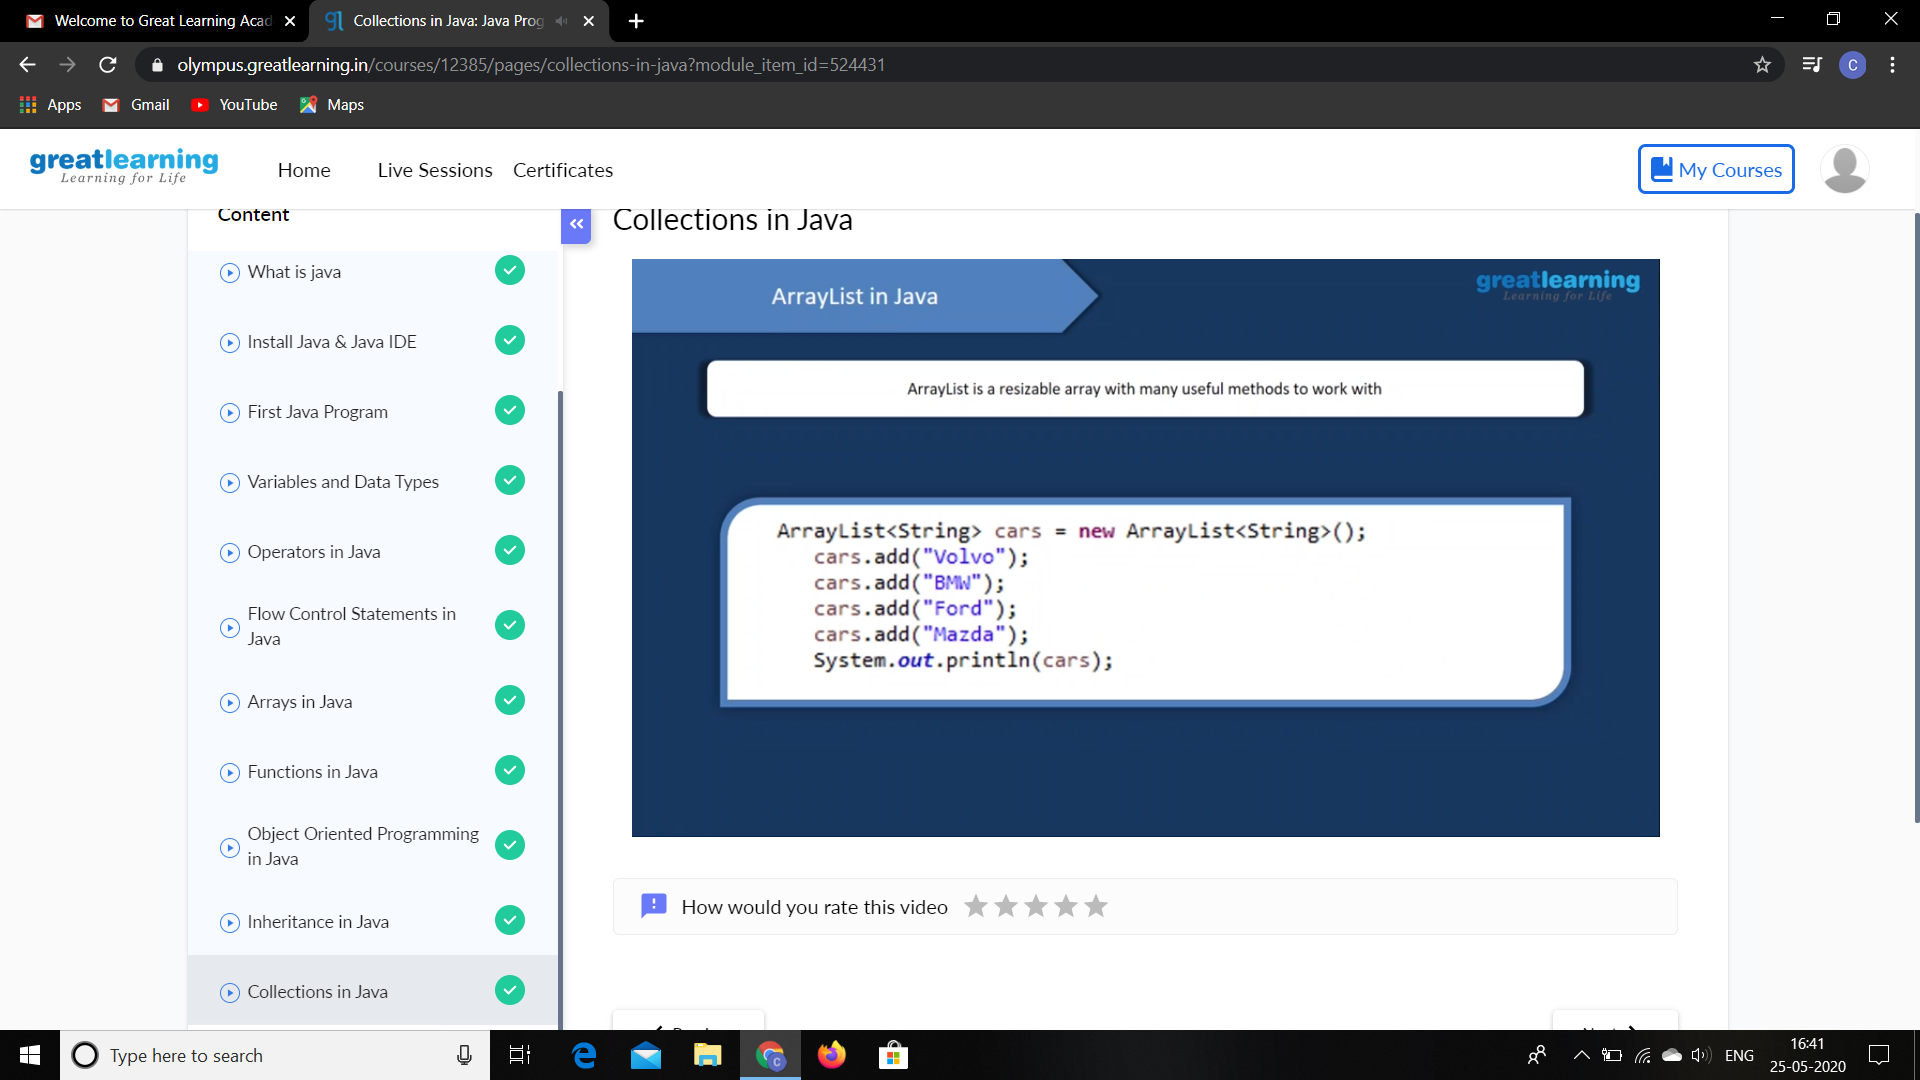 Welcome to Great Learning Acad
Collections in Java: Java Prog
olympus.greatlearning.in/courses/12385/pages/collections-in-java?module_item_id=524431
C
Apps
Gmail
YouTube
Maps
greatlearning
Learning for Life
Home
Live Sessions
Certificates
My Courses
Content
What is java
Install Java & Java IDE
First Java Program
Variables and Data Types
Operators in Java
Flow Control Statements in
Java
Arrays in Java
Functions in Java
Object Oriented Programming
in Java
Inheritance in Java
Collections in Java
Collections in Java
ArrayList in Java
greatlearning
Learning for Life
ArrayList is a resizable array with many useful methods to work with
ArrayList<String> cars = new ArrayList<String>();
cars.add("Volvo");
cars.add("BMW");
cars.add("Ford");
cars.add("Mazda");
System.out.println(cars);
How would you rate this video
Type here to search
ENG
16:41
25-05-2020